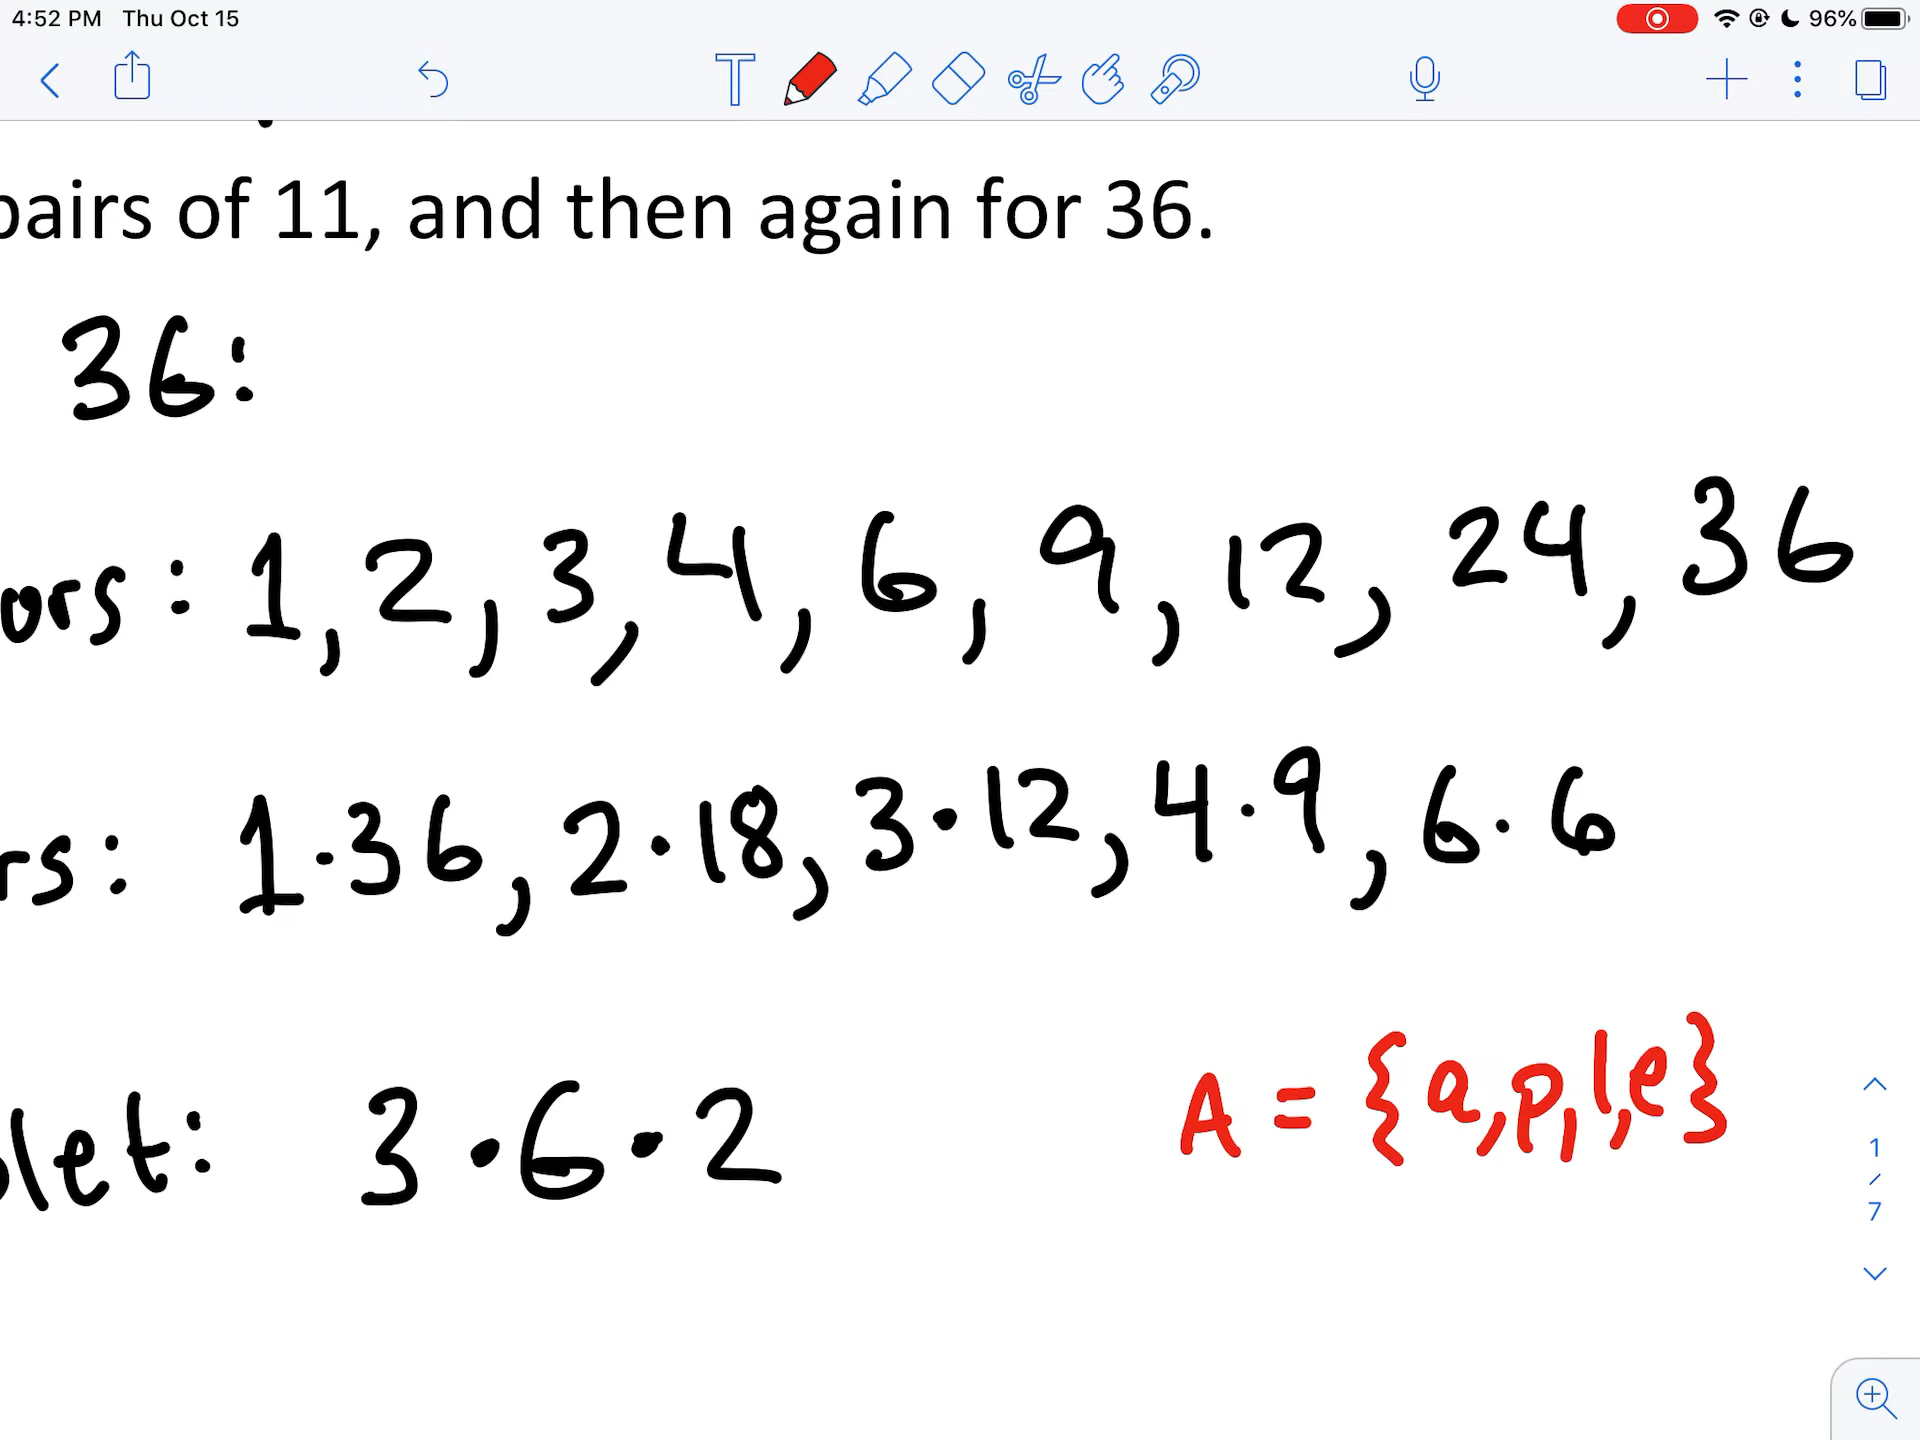 4:52 PM Thu Oct 15 96%
T
pairs of 11, and then again for 36.
36:
ors: 1, 2, 3, 4, 6, 9, 12, 24, 36
rs: 1·36, 2·18, 3·12, 4·9, 6·6
A = {a,p,l,e}
let: 3·6·2
1
/
7